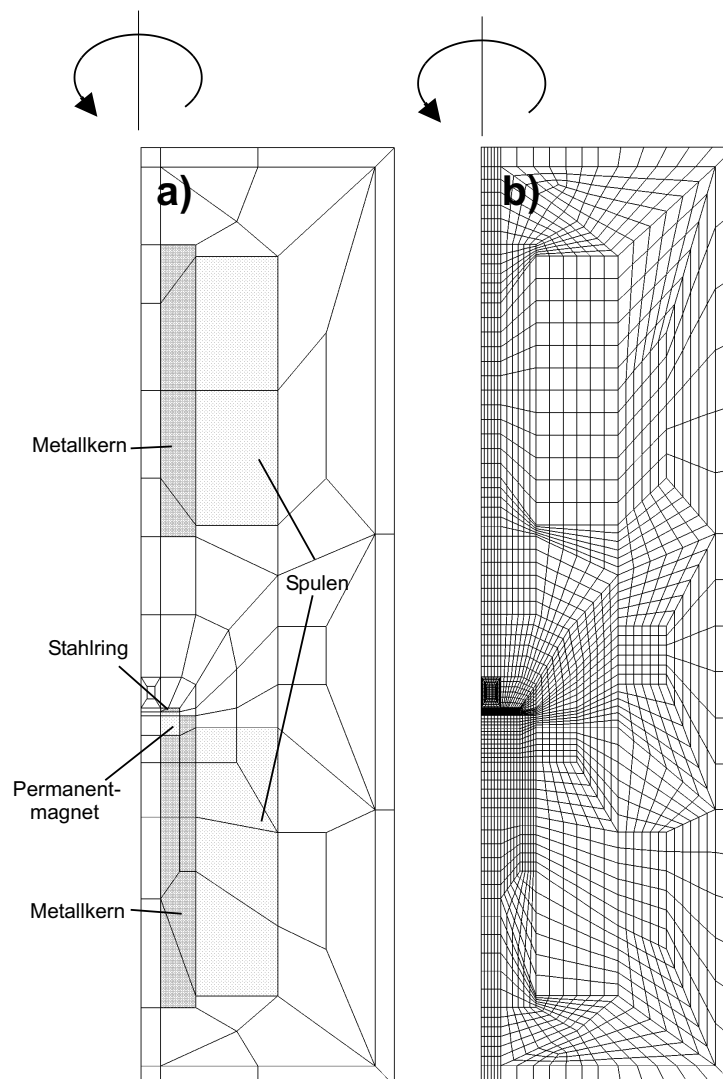 a)
b)
Metallkern
Spulen
Stahlring
Permanent-
magnet
Metallkern